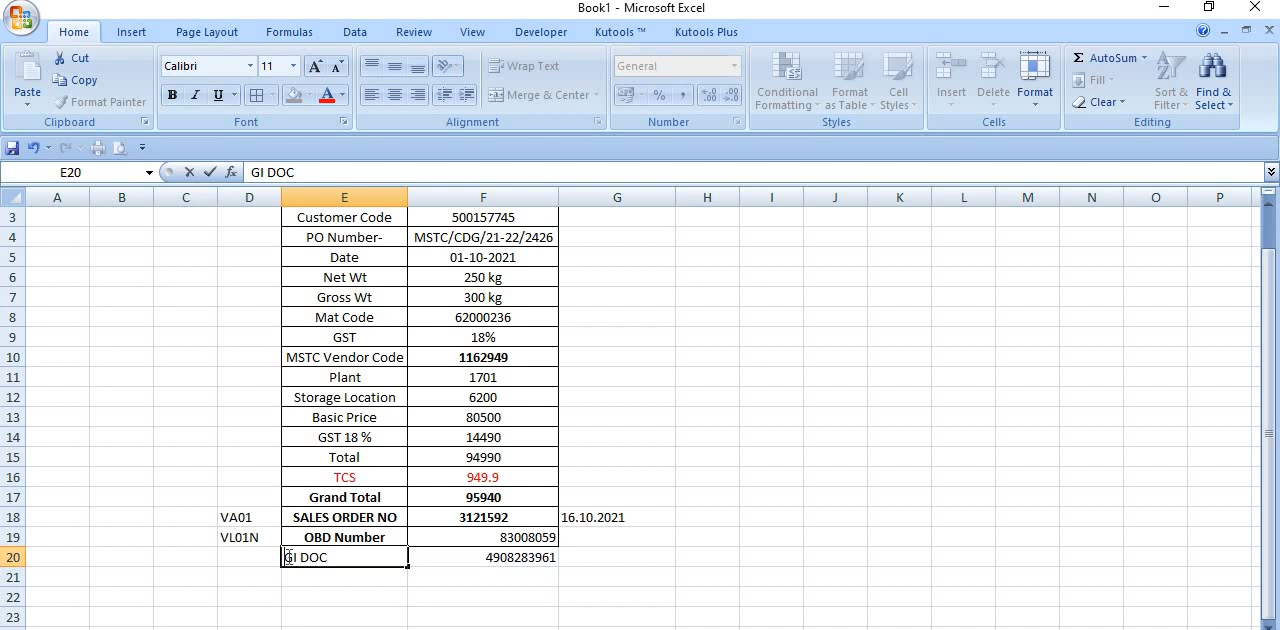 Book1 - Microsoft Excel
Home Insert Page Layout Formulas Data Review View Developer Kutools ™ Kutools Plus
Paste
Cut
Copy
Format Painter
Clipboard
Calibri 11 A A
B I U A
Font
Wrap Text
Merge & Center
Alignment
General
% , .00 .0
Number
Conditional Formatting
Format as Table
Cell Styles
Styles
Insert Delete Format
Cells
Σ AutoSum
Fill
Clear
Sort & Filter
Find & Select
Editing
E20 fx GI DOC
A B C D E F G H I J K L M N O P
3 Customer Code 500157745
4 PO Number- MSTC/CDG/21-22/2426
5 Date 01-10-2021
6 Net Wt 250 kg
7 Gross Wt 300 kg
8 Mat Code 62000236
9 GST 18%
10 MSTC Vendor Code 1162949
11 Plant 1701
12 Storage Location 6200
13 Basic Price 80500
14 GST 18 % 14490
15 Total 94990
16 TCS 949.9
17 Grand Total 95940
18 VA01 SALES ORDER NO 3121592 16.10.2021
19 VL01N OBD Number 83008059
20 GI DOC 4908283961
21
22
23